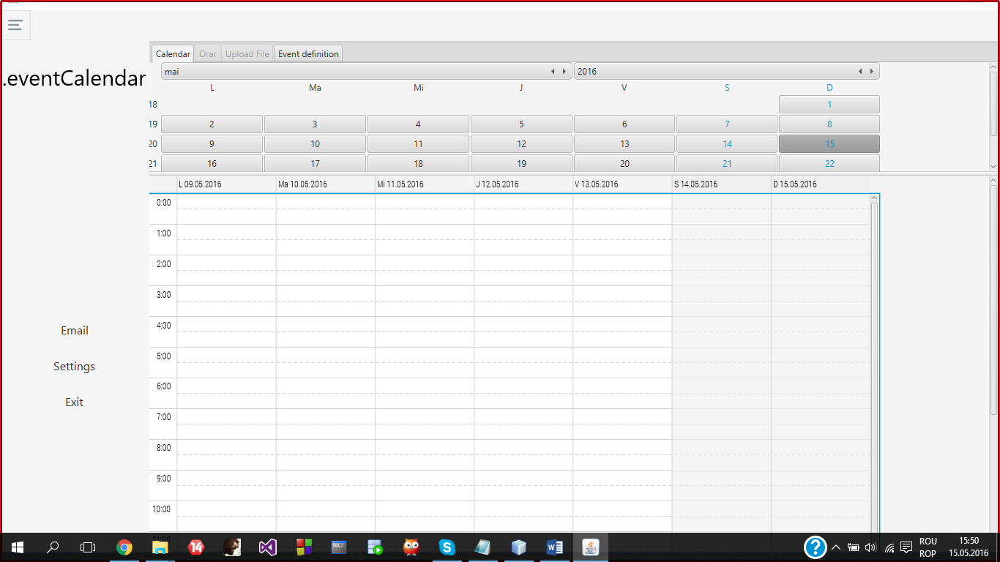 Calendar Orar Upload File Event definition
.eventCalendar
mai 2016
L Ma Mi J V S D
18 1
19 2 3 4 5 6 7 8
20 9 10 11 12 13 14 15
21 16 17 18 19 20 21 22
L 09.05.2016 Ma 10.05.2016 Mi 11.05.2016 J 12.05.2016 V 13.05.2016 S 14.05.2016 D 15.05.2016
0:00
1:00
2:00
3:00
4:00
Email
5:00
Settings
6:00
Exit
7:00
8:00
9:00
10:00
11:00
14
SQL
?
ROU
ROP
15:50
15.05.2016